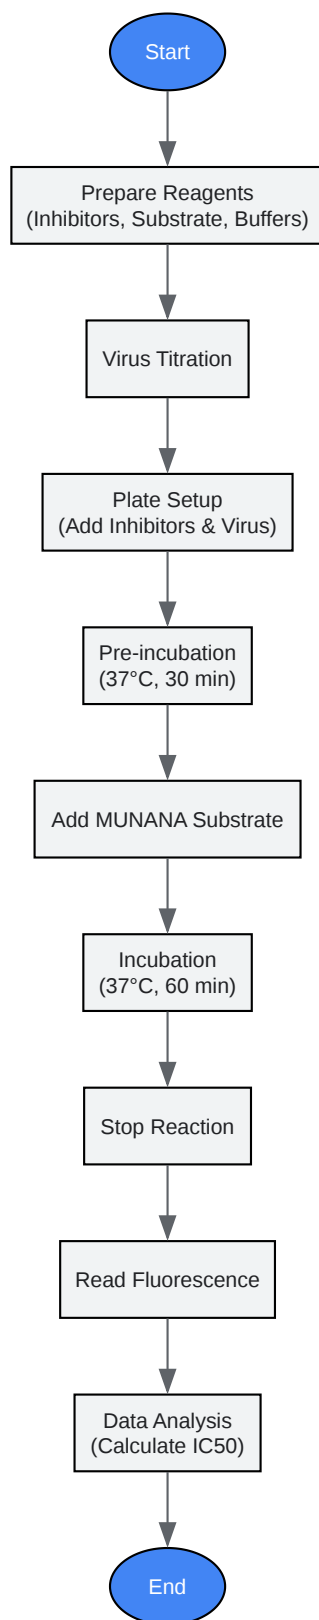 Start
Prepare Reagents
(Inhibitors, Substrate, Buffers)
Virus Titration
Plate Setup
(Add Inhibitors & Virus)
Pre-incubation
(37°C, 30 min)
Add MUNANA Substrate
Incubation
(37°C, 60 min)
Stop Reaction
Read Fluorescence
Data Analysis
(Calculate IC50)
End